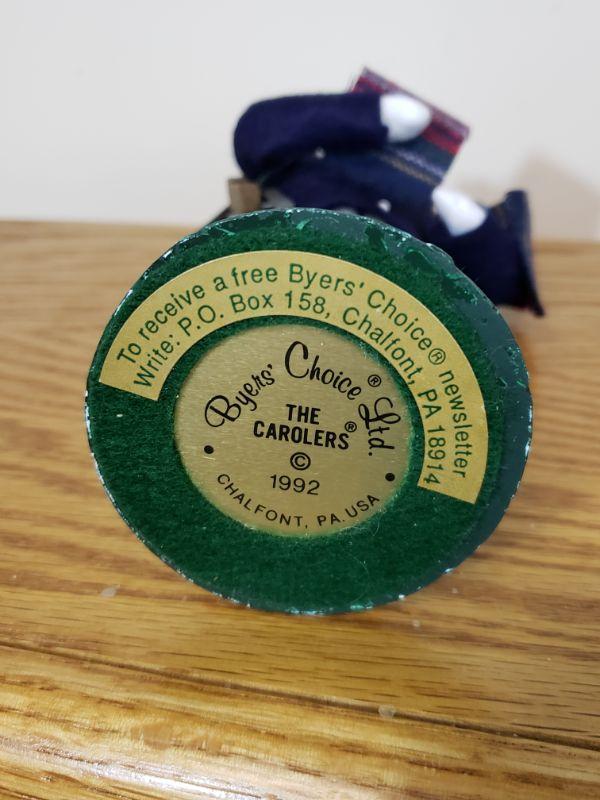 To receive a free Byers' Choice® newsletter
Write: P.O. Box 158, Chalfont, PA 18914
Byers' Choice® Ltd.
THE
CAROLERS®
©
1992
CHALFONT, PA. USA